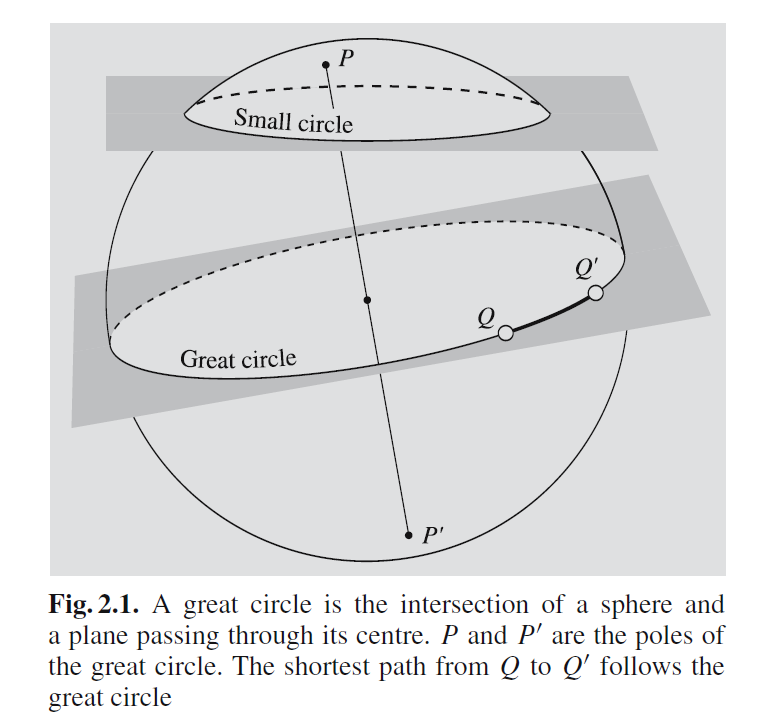 P
Small circle
Q'
Q
Great circle
P'
Fig. 2.1. A great circle is the intersection of a sphere and
a plane passing through its centre. P and P' are the poles of
the great circle. The shortest path from Q to Q' follows the
great circle